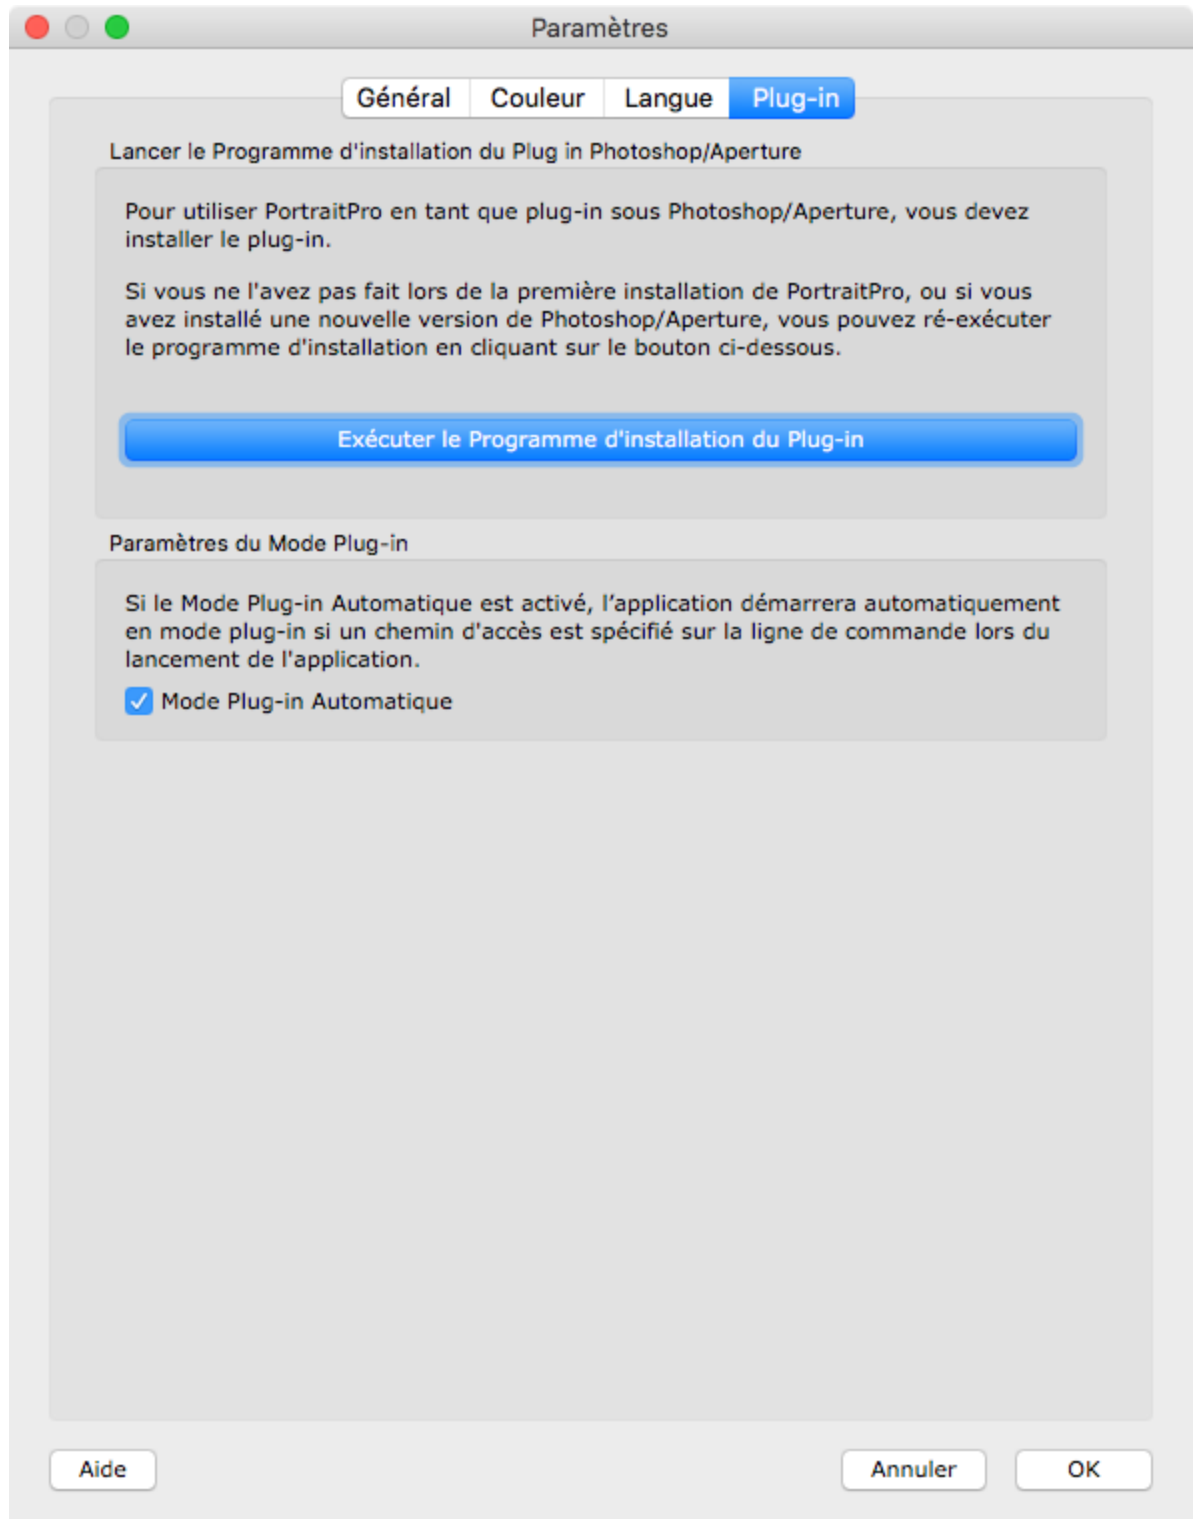 Paramètres
Général Couleur Langue Plug-in
Lancer le Programme d'installation du Plug in Photoshop/Aperture
Pour utiliser PortraitPro en tant que plug-in sous Photoshop/Aperture, vous devez
installer le plug-in.
Si vous ne l'avez pas fait lors de la première installation de PortraitPro, ou si vous
avez installé une nouvelle version de Photoshop/Aperture, vous pouvez ré-exécuter
le programme d'installation en cliquant sur le bouton ci-dessous.
Exécuter le Programme d'installation du Plug-in
Paramètres du Mode Plug-in
Si le Mode Plug-in Automatique est activé, l’application démarrera automatiquement
en mode plug-in si un chemin d'accès est spécifié sur la ligne de commande lors du
lancement de l'application.
Mode Plug-in Automatique
Aide Annuler OK